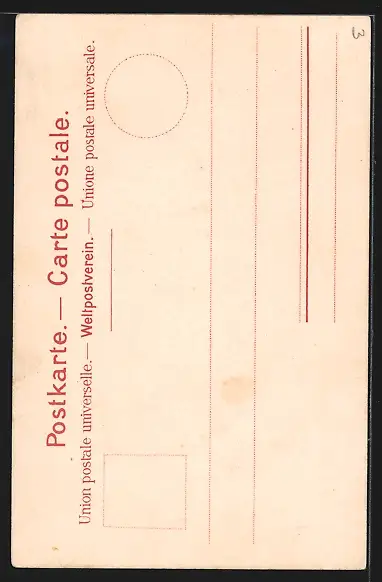 Postkarte. — Carte postale.
Union postale universelle. — Weltpostverein. — Unione postale universale.
3